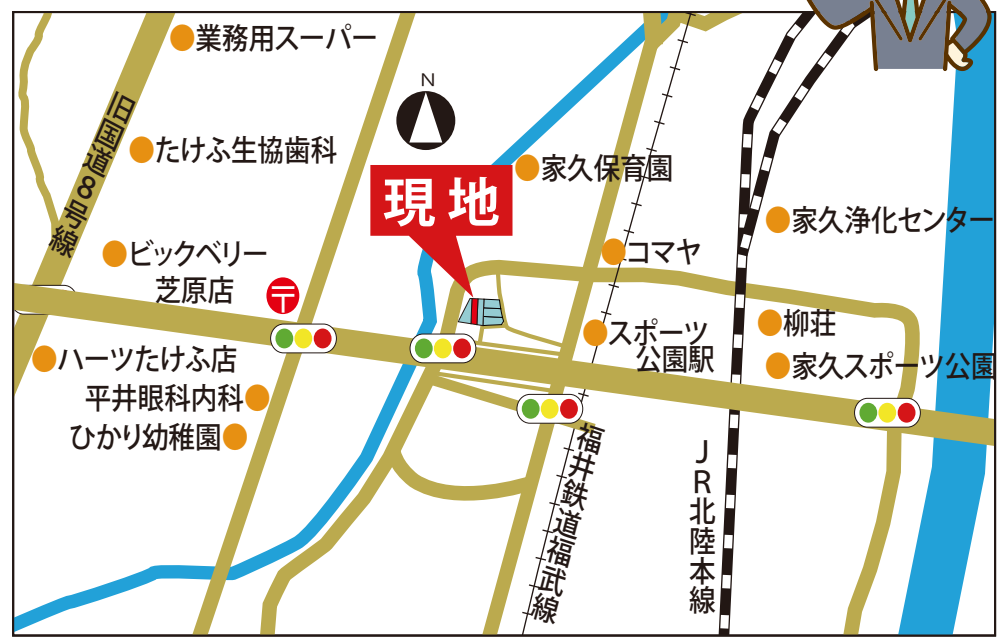 業務用スーパー
旧国道8号線
たけふ生協歯科
N
現地
家久保育園
家久浄化センター
コマヤ
ビックベリー
芝原店
〒
スポーツ
公園駅
柳荘
家久スポーツ公園
ハーツたけふ店
平井眼科内科
ひかり幼稚園
福井鉄道福武線
JR北陸本線